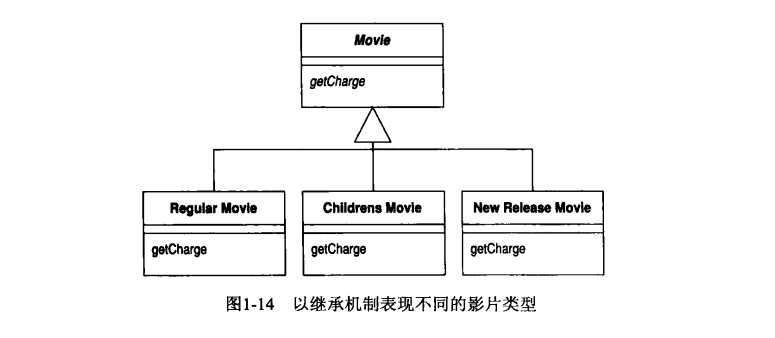 Movie
getCharge
Regular Movie
Childrens Movie
New Release Movie
getCharge
getCharge
getCharge
图1-14 以继承机制表现不同的影片类型